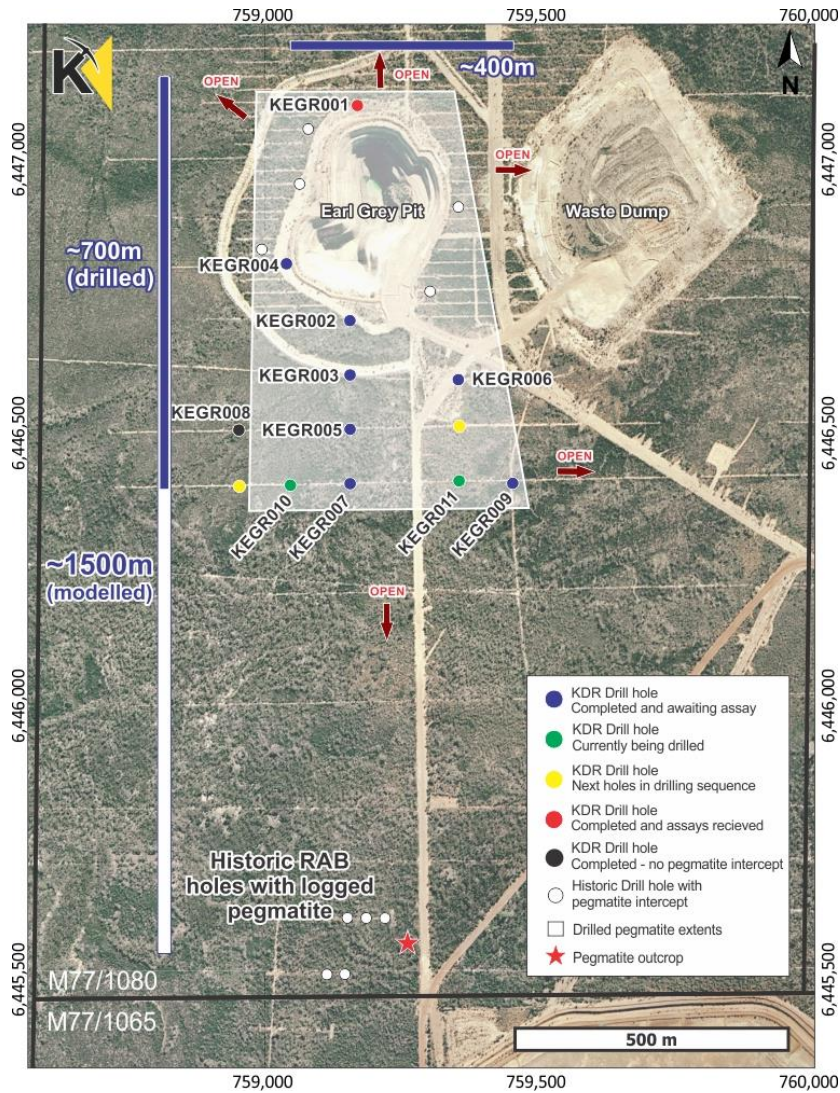 759,000
759,500
760,000
K
~400m
N
OPEN
OPEN
KEGR001
OPEN
6,447,000
6,447,000
Earl Grey Pit
Waste Dump
~700m
(drilled)
KEGR004
KEGR002
KEGR003
KEGR006
KEGR008
KEGR005
6,446,500
6,446,500
OPEN
KEGR010
KEGR007
KEGR011
KEGR009
~1500m
(modelled)
OPEN
6,446,000
6,446,000
KDR Drill hole
Completed and awaiting assay
KDR Drill hole
Currently being drilled
KDR Drill hole
Next holes in drilling sequence
KDR Drill hole
Completed and assays recieved
KDR Drill hole
Completed - no pegmatite intercept
Historic Drill hole with
pegmatite intercept
Drilled pegmatite extents
Pegmatite outcrop
Historic RAB
holes with logged
pegmatite
6,445,500
6,445,500
M77/1080
M77/1065
500 m
759,000
759,500
760,000